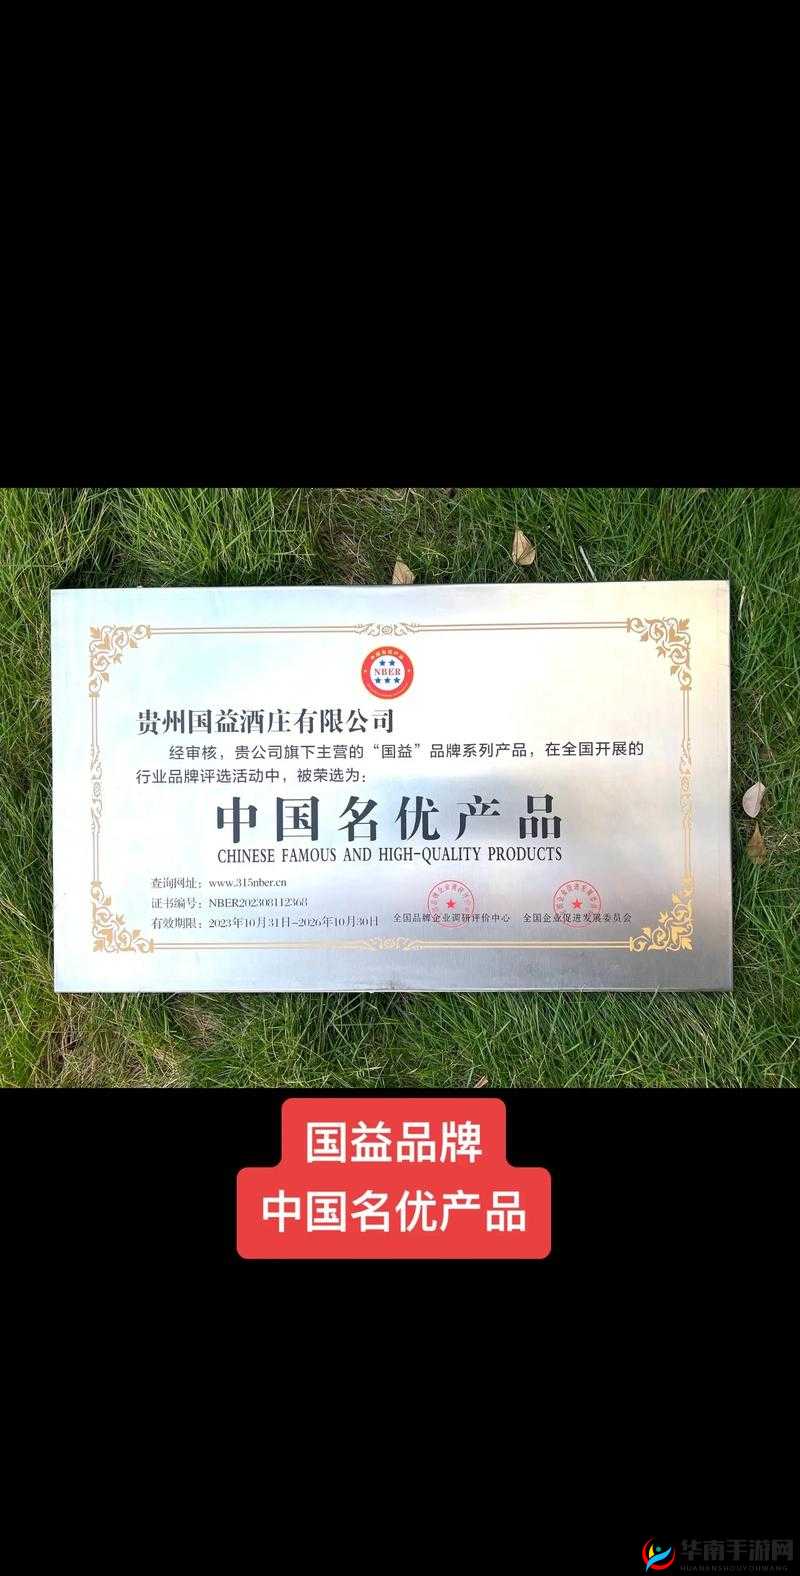 NBER
贵州国益酒庄有限公司
经审核，贵公司旗下主营的“国益”品牌系列产品，在全国开展的
行业品牌评选活动中，被荣选为：
中国名优产品
CHINESE FAMOUS AND HIGH-QUALITY PRODUCTS
查询网址：www.315nber.cn
证书编号：NBER202308112368
有效期限：2023年10月31日-2026年10月30日
全国品牌企业调研评价中心 全国企业促进发展委员会
国益品牌
中国名优产品
华南手游网
HUANANSHOUYOUWANG